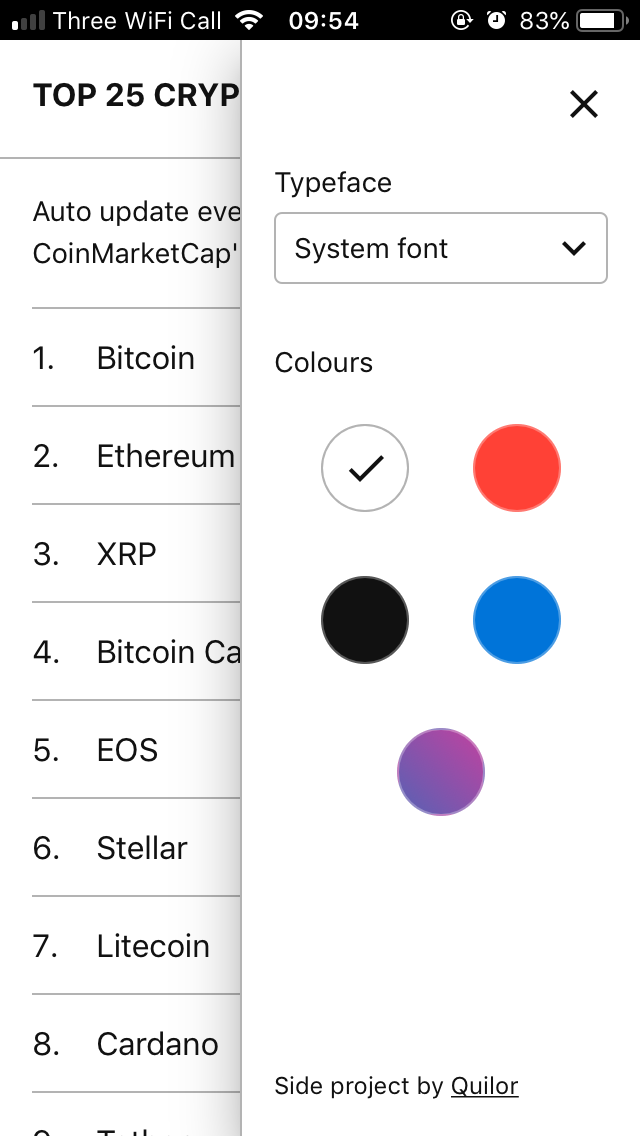 Three WiFi Call 09:54 83%
TOP 25 CRYP
Auto update eve
CoinMarketCap'
1. Bitcoin
2. Ethereum
3. XRP
4. Bitcoin Ca
5. EOS
6. Stellar
7. Litecoin
8. Cardano
Typeface
System font
Colours
Side project by Quilor